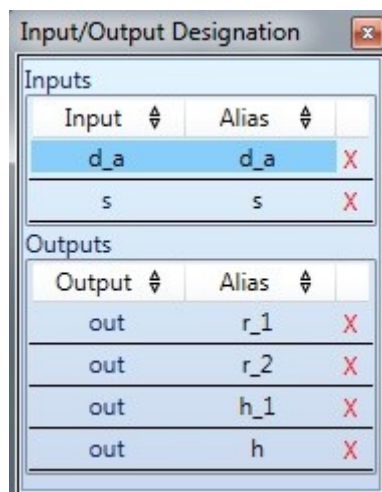 Input/Output Designation
Inputs
Input Alias
d_a d_a X
s s X
Outputs
Output Alias
out r_1 X
out r_2 X
out h_1 X
out h X